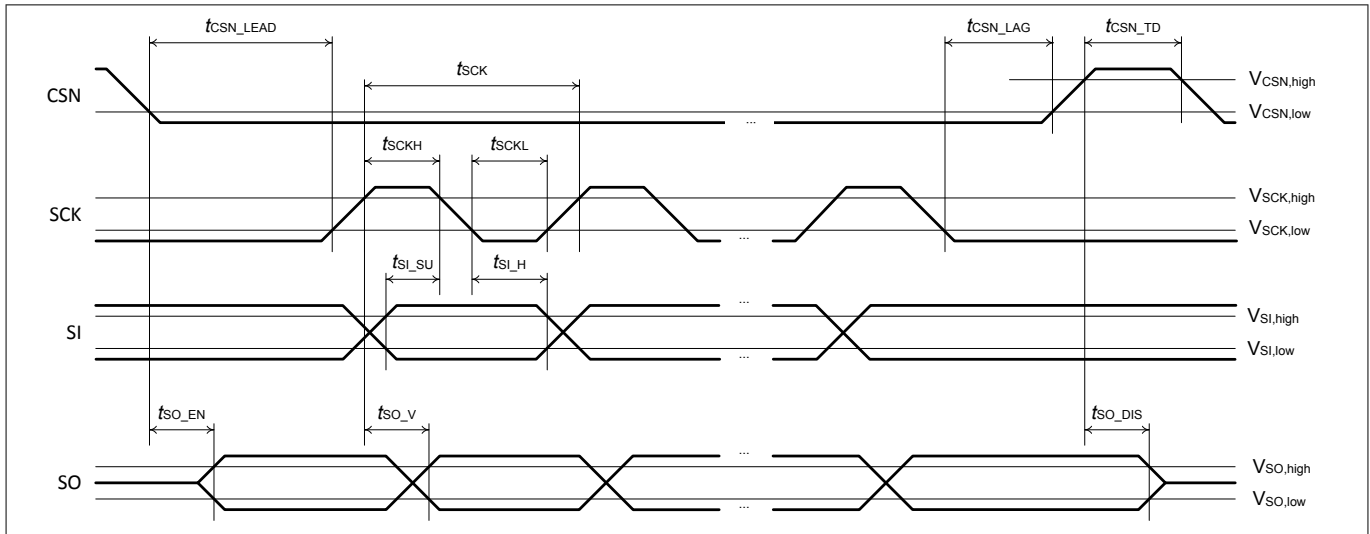 tCSN_LEAD
tCSN_LAG
tCSN_TD
tSCK
CSN
VCSN,high
VCSN,low
...
tSCKH
tSCKL
SCK
VSCK,high
VSCK,low
...
tSI_SU
tSI_H
...
SI
VSI,high
VSI,low
...
tSO_EN
tSO_V
tSO_DIS
...
SO
VSO,high
VSO,low
...